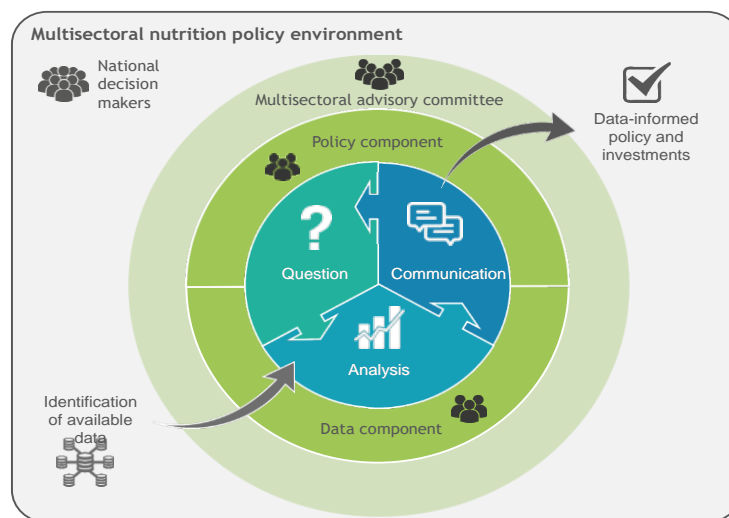 Multisectoral nutrition policy environment
National
decision
makers
Multisectoral advisory committee
Data-informed
policy and
investments
Policy component
?
Question
Communication
Analysis
Identification
of available
data
Data component